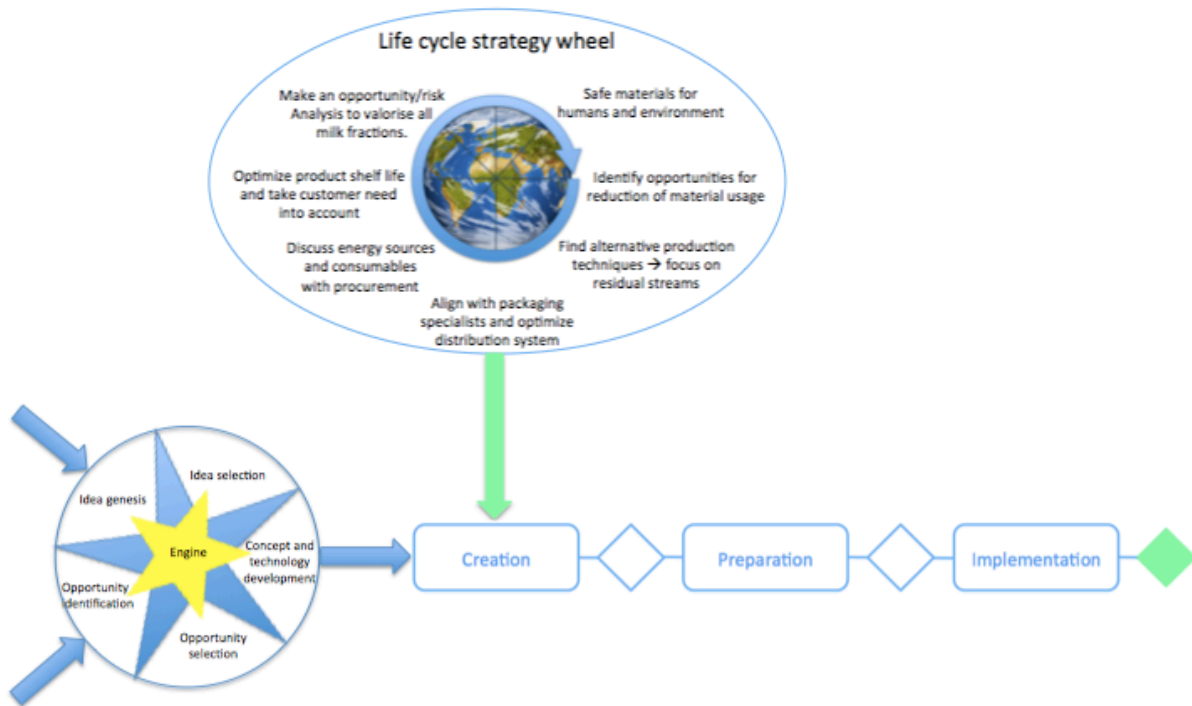 Life cycle strategy wheel
Make an opportunity/risk
Analysis to valorise all
milk fractions.
Safe materials for
humans and environment
Optimize product shelf life
and take customer need
into account
Identify opportunities for
reduction of material usage
Discuss energy sources
and consumables
with procurement
Find alternative production
techniques → focus on
residual streams
Align with packaging
specialists and optimize
distribution system
Idea selection
Idea genesis
Engine
Concept and
technology
development
Opportunity
identification
Opportunity
selection
Creation
Preparation
Implementation